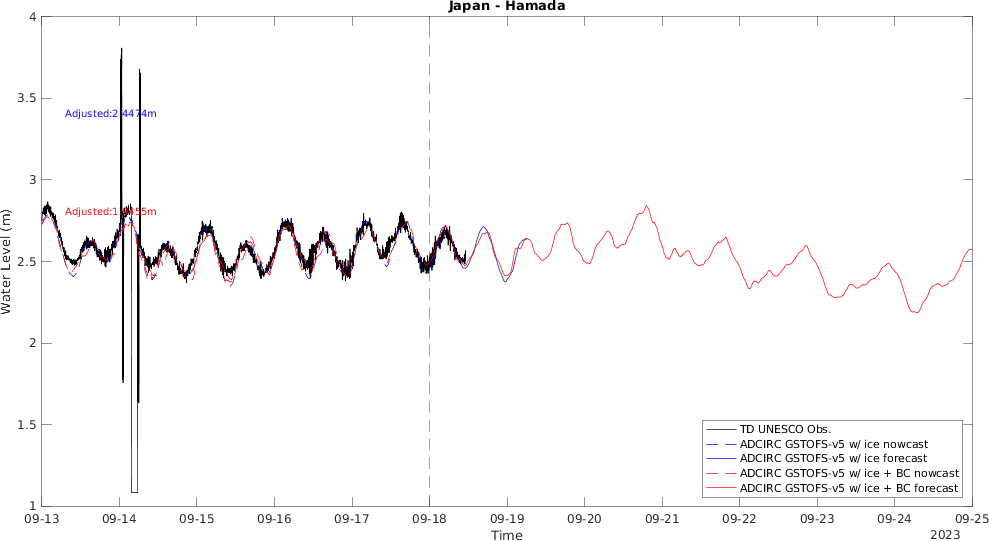 Japan - Hamada
4
3.5
3
2.5
2
1.5
1
Water Level (m)
Adjusted:2.4474m
TD UNESCO Obs.
ADCIRC GSTOFS-v5 w/ ice nowcast
ADCIRC GSTOFS-v5 w/ ice forecast
ADCIRC GSTOFS-v5 w/ ice + BC nowcast
ADCIRC GSTOFS-v5 w/ ice + BC forecast
09-13 09-14 09-15 09-16 09-17 09-18 09-19 09-20 09-21 09-22 09-23 09-24 09-25
Time
2023